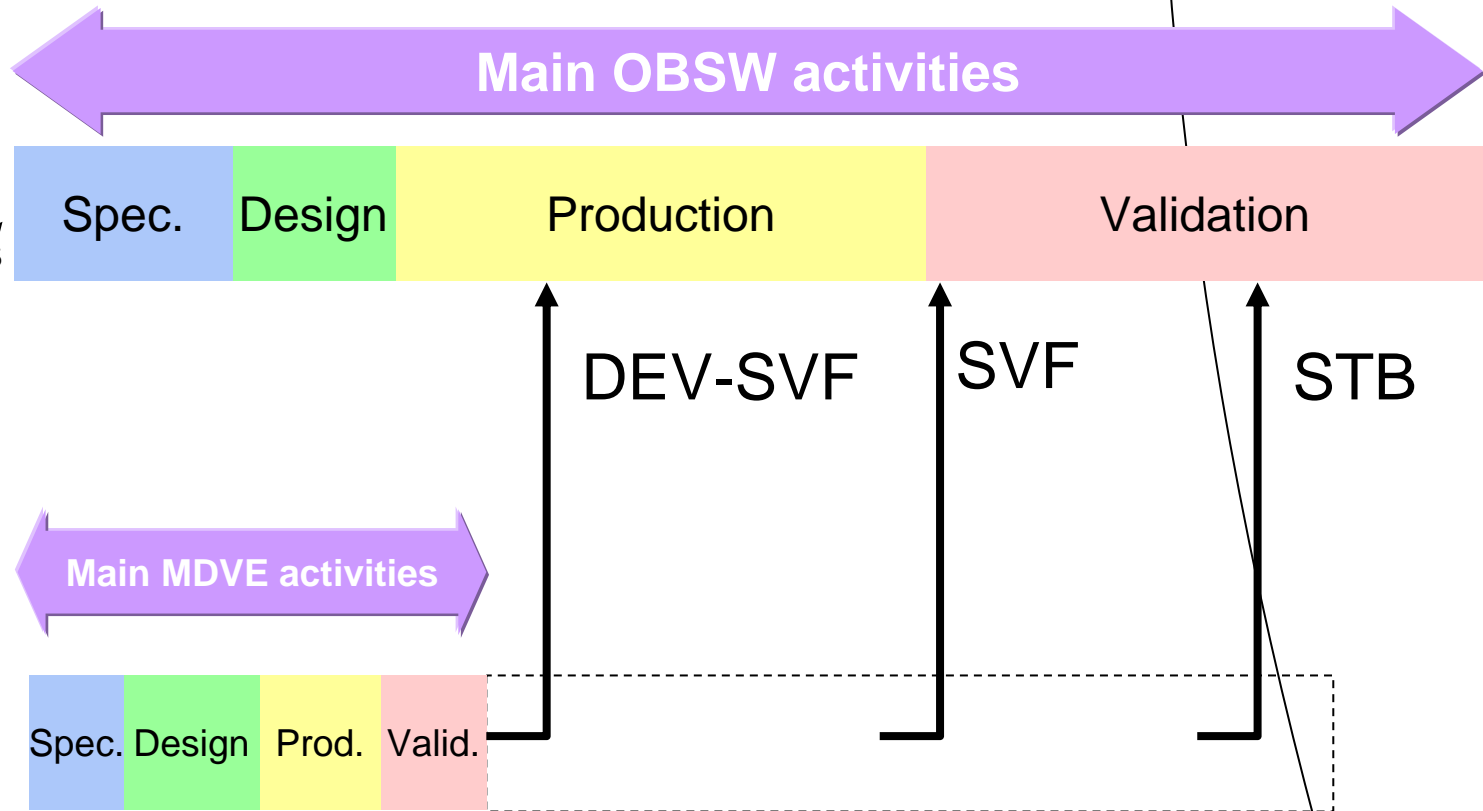 Main OBSW activities
Spec. Design Production Validation
DEV-SVF SVF STB
Main MDVE activities
Spec. Design Prod. Valid.